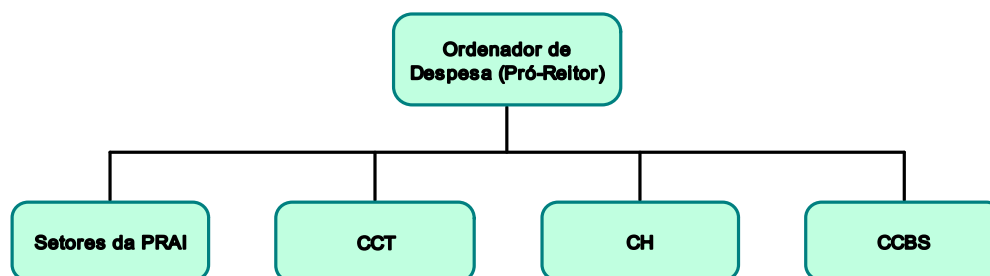 Ordenador de
Despesa (Pró-Reitor)
Setores da PRAI
CCT
CH
CCBS